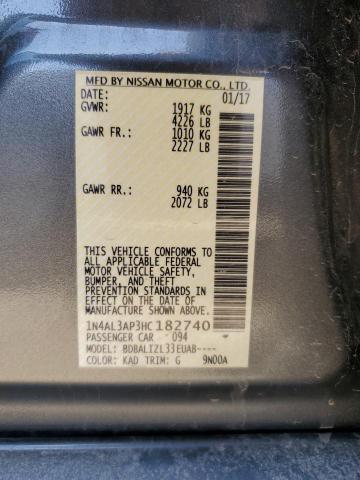 MFD BY NISSAN MOTOR CO., LTD.
DATE: 01/17
GVWR: 1917 KG
4226 LB
GAWR FR: 1010 KG
2227 LB
GAWR RR: 940 KG
2072 LB
THIS VEHICLE CONFORMS TO
ALL APPLICABLE FEDERAL
MOTOR VEHICLE SAFETY,
BUMPER, AND THEFT
PREVENTION STANDARDS IN
EFFECT ON THE DATE OF
MANUFACTURE SHOWN ABOVE.
1N4AL3AP3HC182740
PASSENGER CAR 094
MODEL: BDBALIZL33EUAB----
COLOR: KAD TRIM: G 9N00A